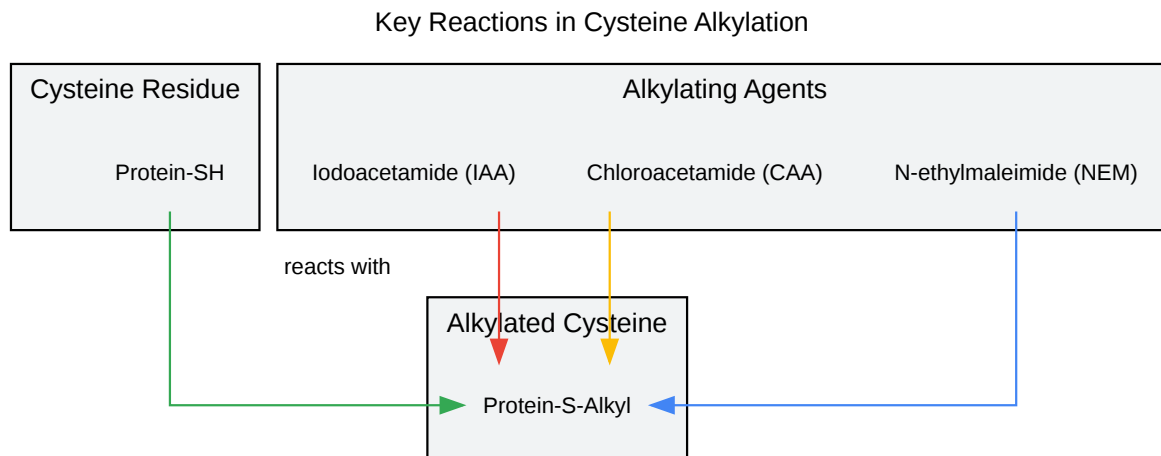 Key Reactions in Cysteine Alkylation
Cysteine Residue
Alkylating Agents
Protein-SH
Iodoacetamide (IAA)
Chloroacetamide (CAA)
N-ethylmaleimide (NEM)
reacts with
Alkylated Cysteine
Protein-S-Alkyl